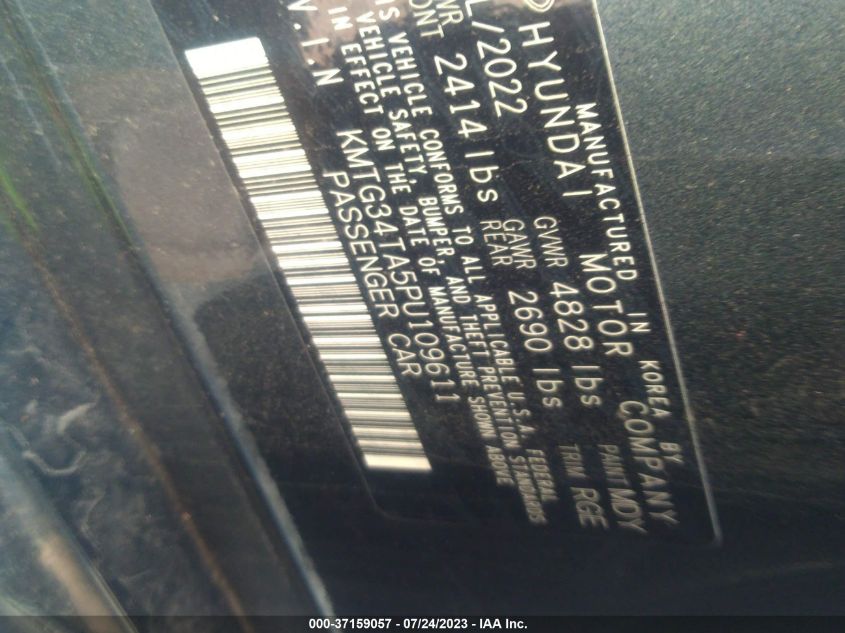 MANUFACTURED IN KOREA BY
HYUNDAI MOTOR COMPANY
/2022 GVWR 4828 lbs PAINT MDY
2414 lbs GAWR REAR 2690 lbs TRIM RGE
VEHICLE CONFORMS TO ALL APPLICABLE U.S.A. FEDERAL
VEHICLE SAFETY, BUMPER, AND THEFT PREVENTION STANDARDS
IN EFFECT ON THE DATE OF MANUFACTURE SHOWN ABOVE
V.I.N KMTG34TA5PU109611
PASSENGER CAR
000-37159057 / 07/24/2023 - IAA Inc.